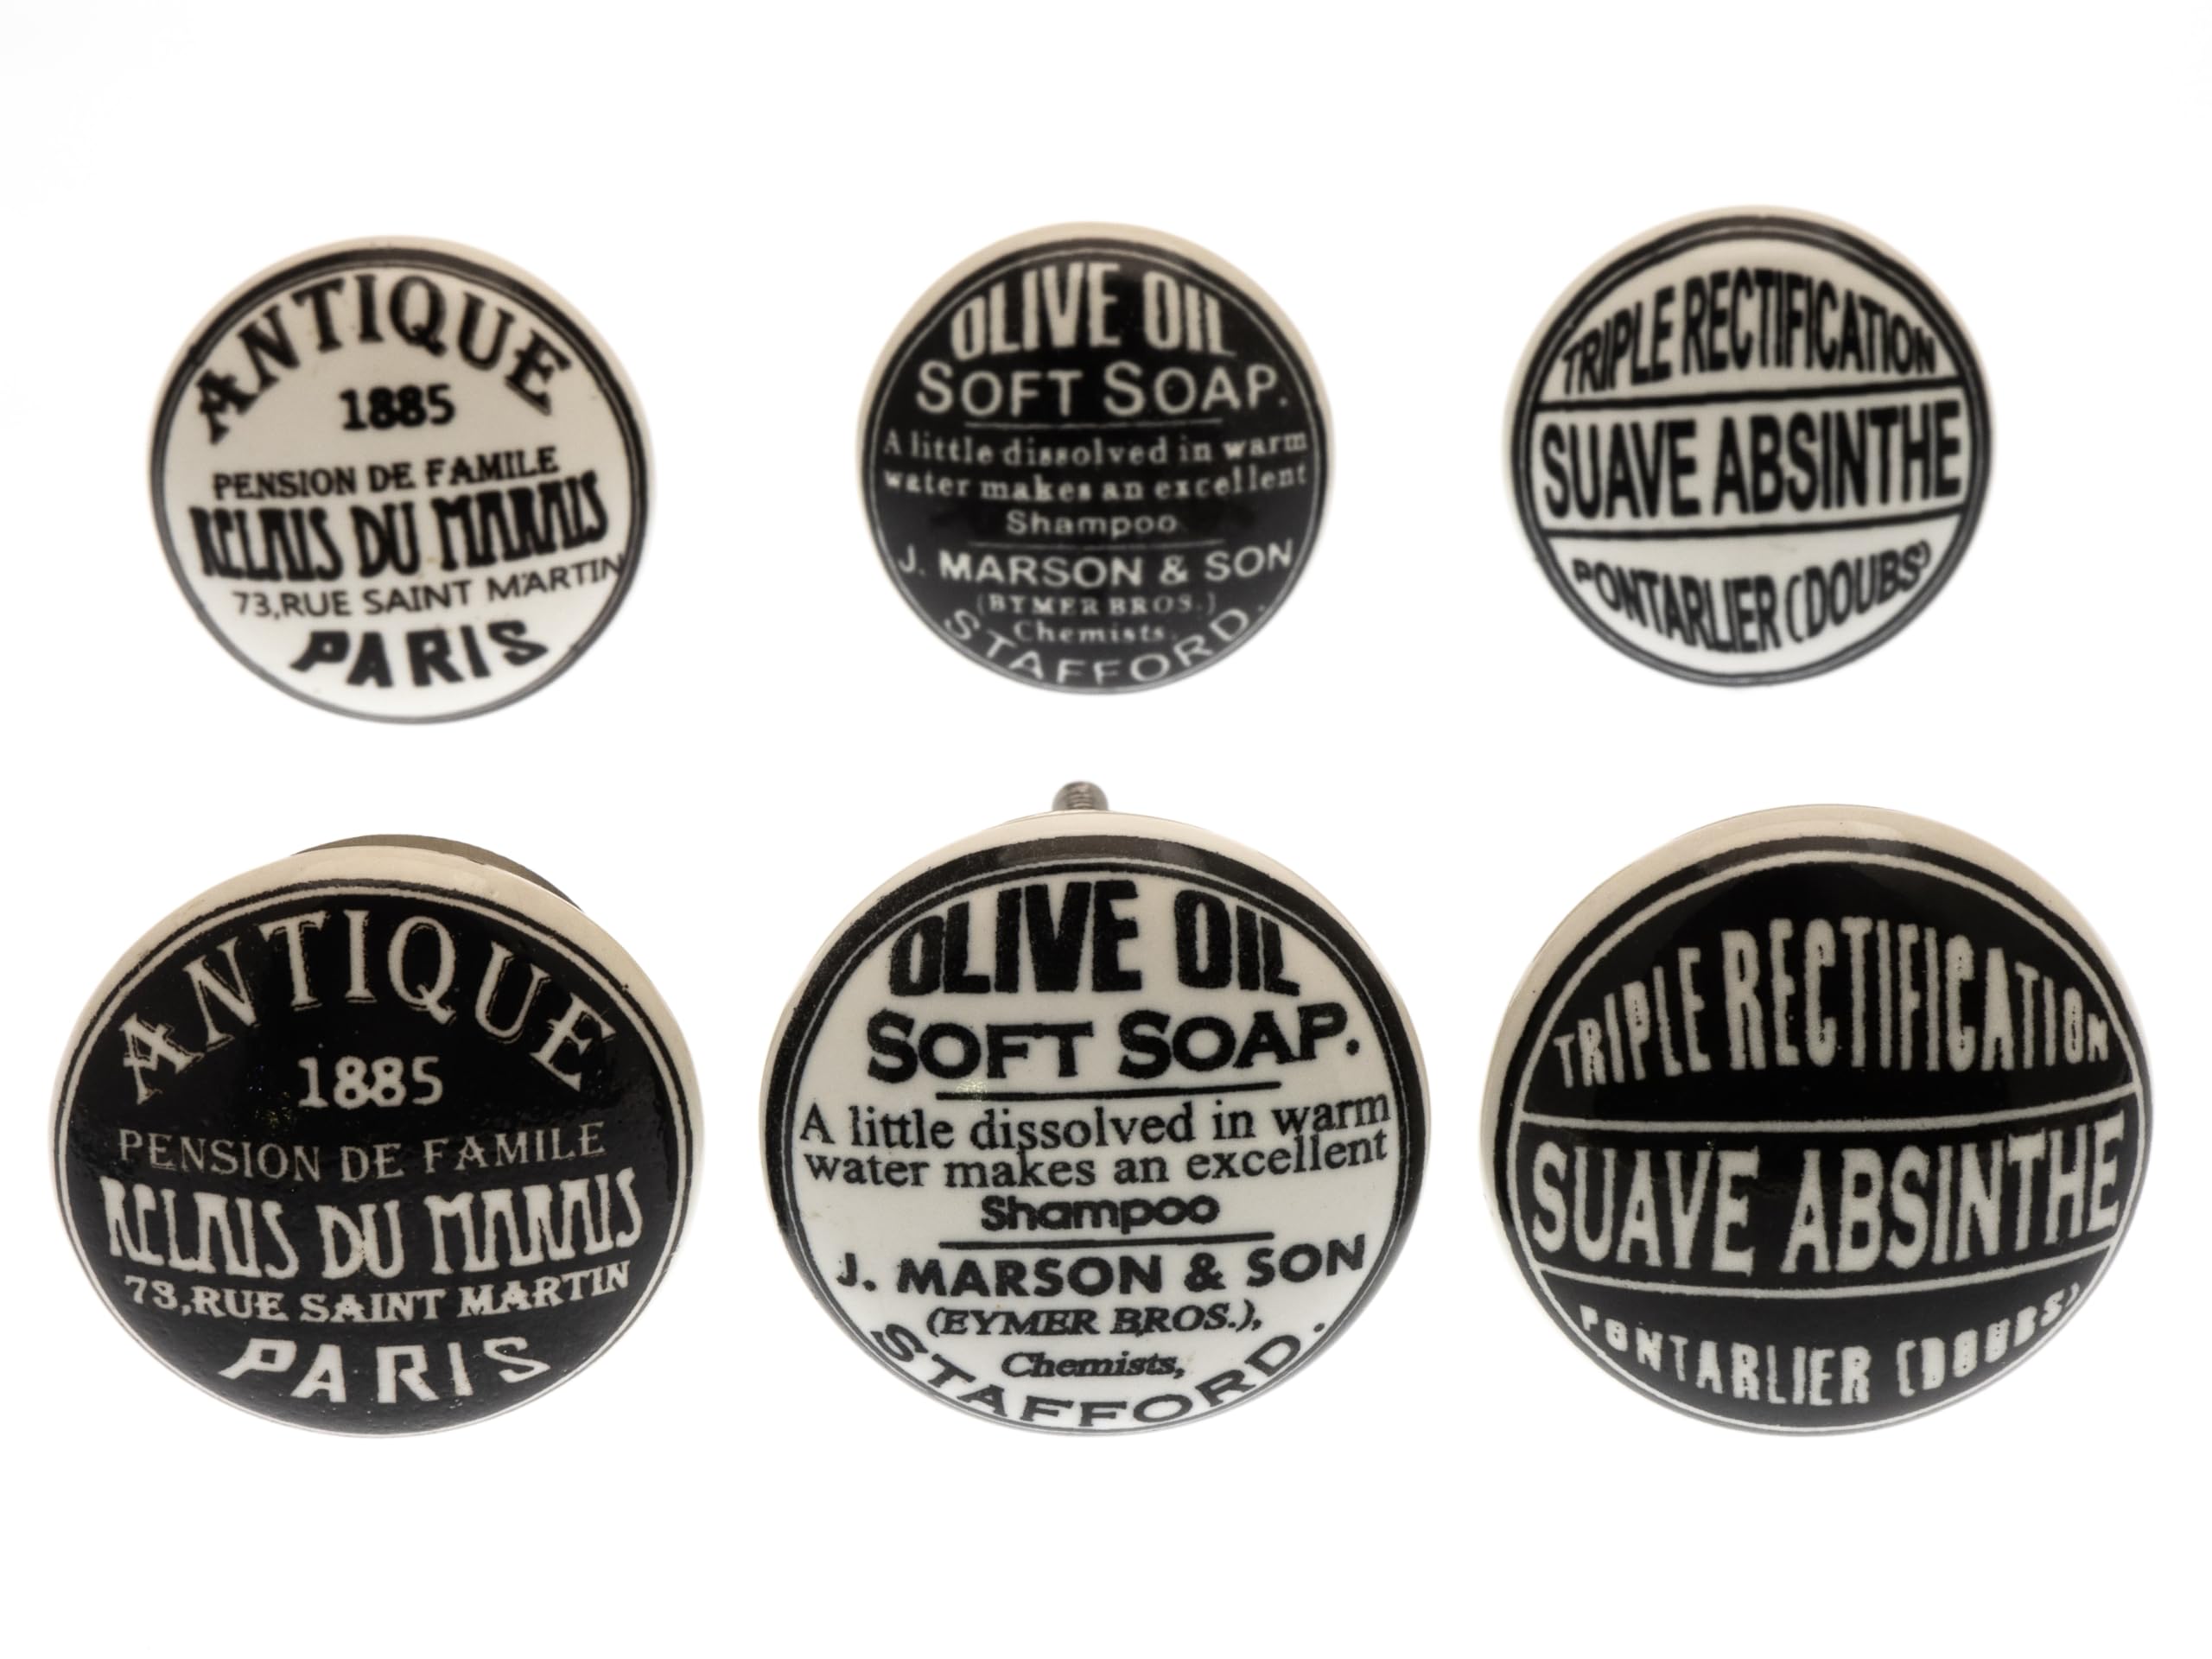 ANTIQUE
1885
PENSION DE FAMILE
RELAIS DU MARAIS
73,RUE SAINT MARTIN
PARIS
OLIVE OIL
SOFT SOAP.
A little dissolved in warm
water makes an excellent
Shampoo
J. MARSON & SON
(EYMER BROS.)
Chemists,
STAFFORD.
TRIPLE RECTIFICATION
SUAVE ABSINTHE
PONTARLIER (DOUBS)
ANTIQUE
1885
PENSION DE FAMILE
RELAIS DU MARAIS
73,RUE SAINT MARTIN
PARIS
OLIVE OIL
SOFT SOAP.
A little dissolved in warm
water makes an excellent
Shampoo
J. MARSON & SON
(EYMER BROS.),
Chemists,
STAFFORD.
TRIPLE RECTIFICATION
SUAVE ABSINTHE
PONTARLIER (DOUBS)